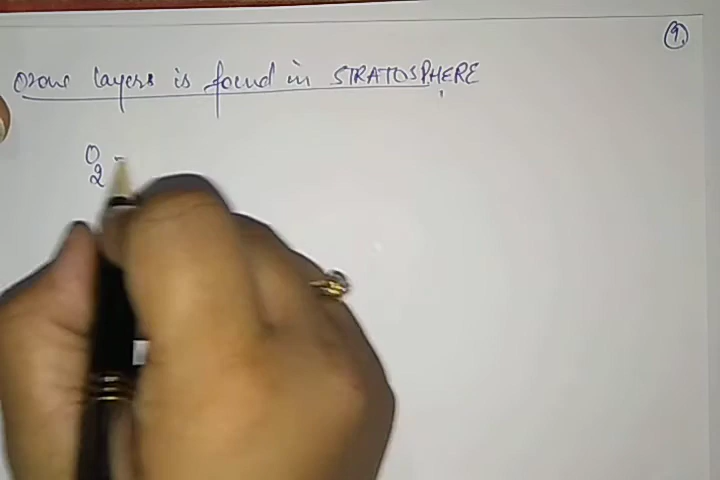 9.
Ozone layers is found in STRATOSPHERE
O2 -